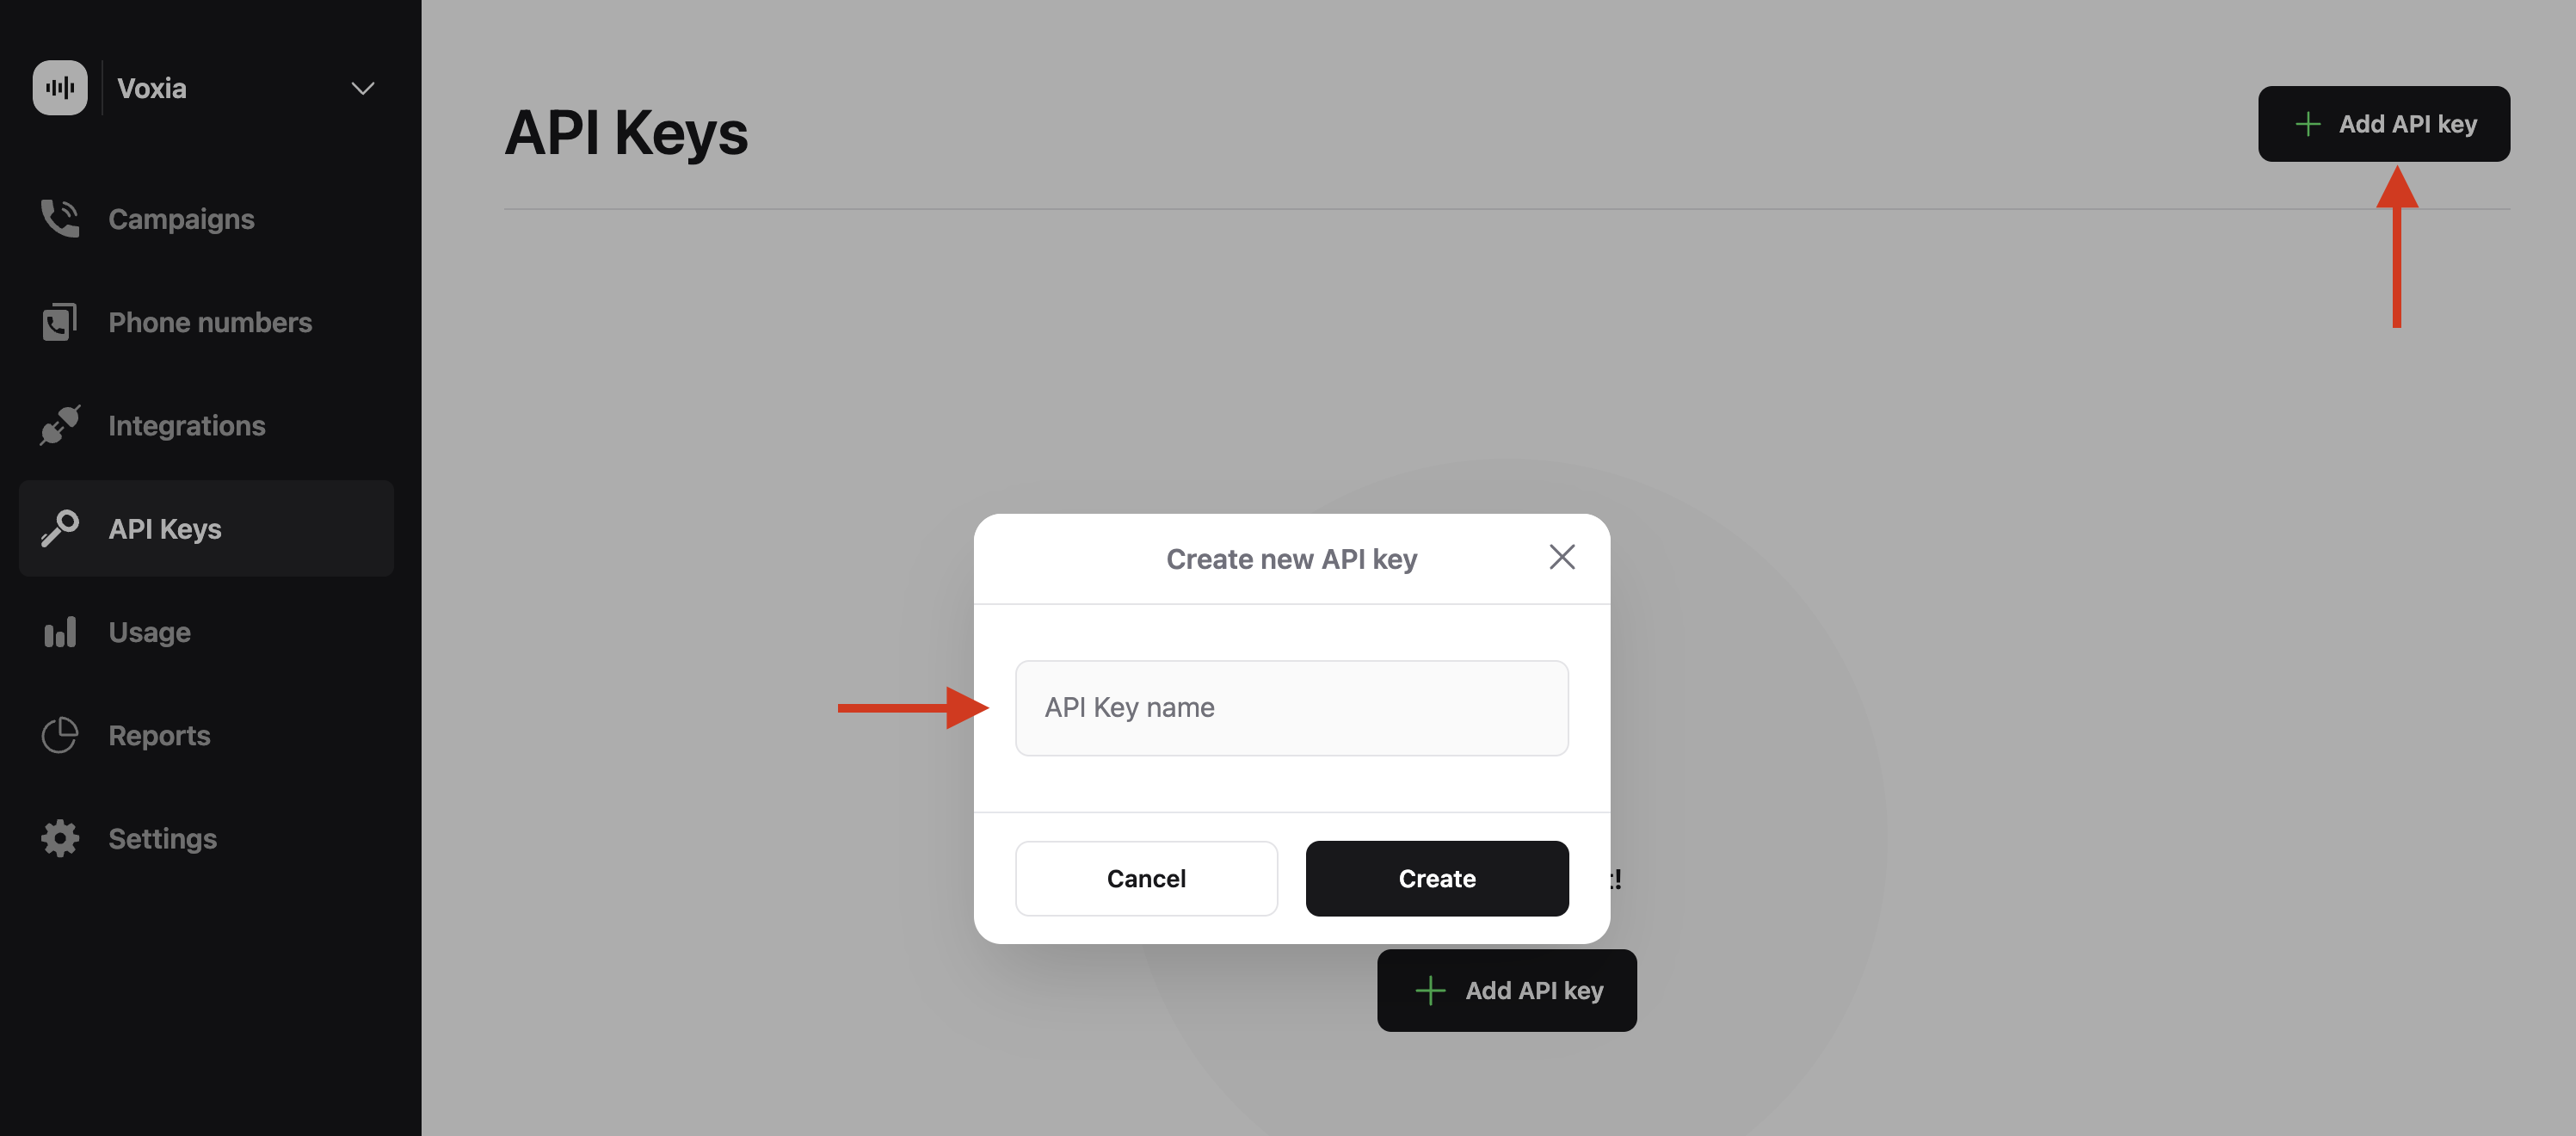 Voxia
Campaigns
Phone numbers
Integrations
API Keys
Usage
Reports
Settings
API Keys
Add API key
Create new API key
API Key name
Cancel
Create
Add API key